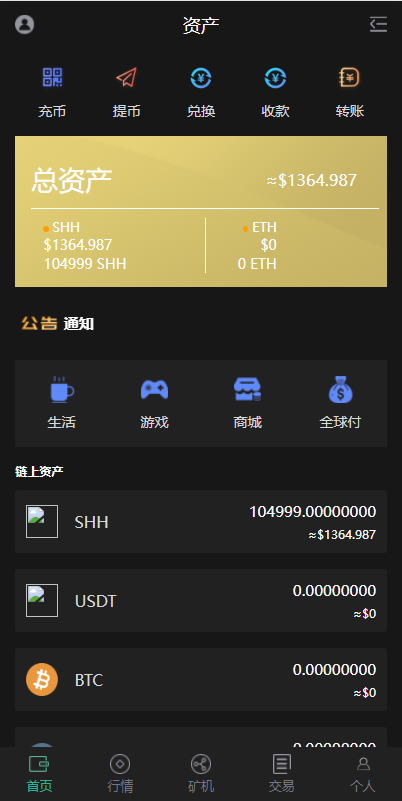 资产
充币 提币 兑换 收款 转账
总资产 ≈$1364.987
SHH ETH
$1364.987 $0
104999 SHH 0 ETH
公告 通知
生活 游戏 商城 全球付
链上资产
SHH 104999.00000000
≈$1364.987
USDT 0.00000000
≈$0
BTC 0.00000000
≈$0
0.00000000
首页 行情 矿机 交易 个人